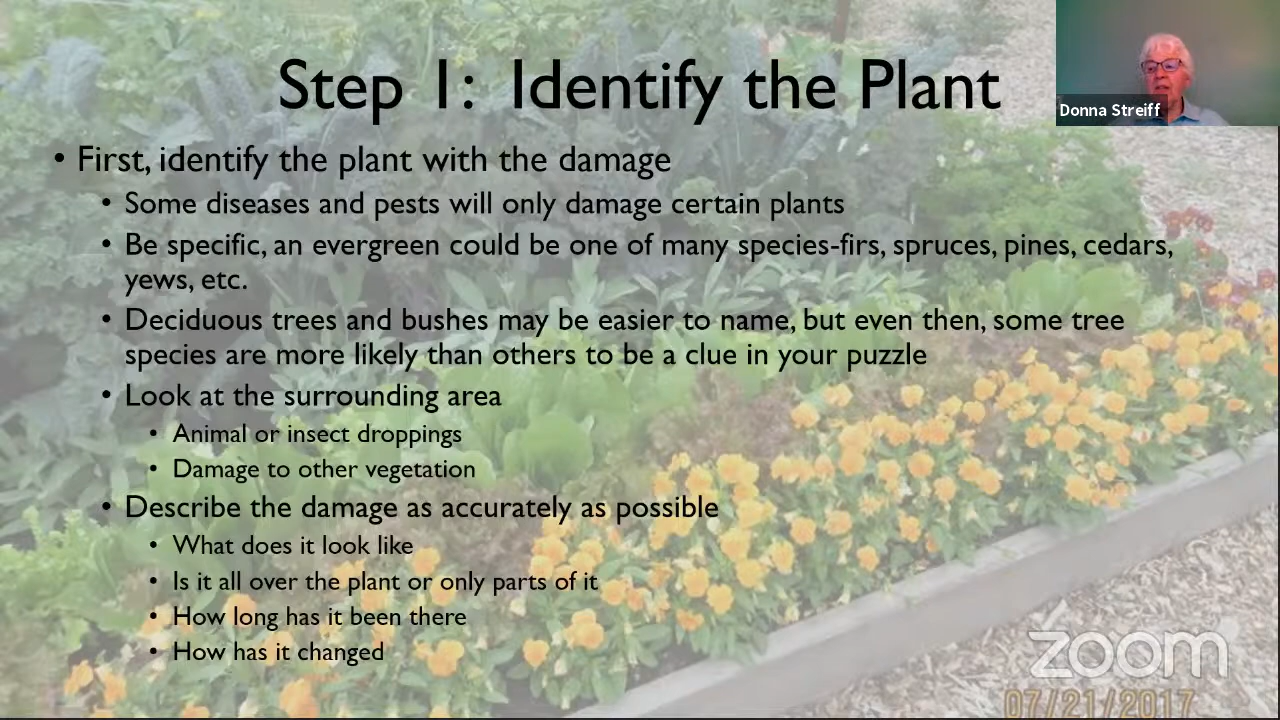 Step 1: Identify the Plant
Donna Streiff
• First, identify the plant with the damage
• Some diseases and pests will only damage certain plants
• Be specific, an evergreen could be one of many species-firs, spruces, pines, cedars,
yews, etc.
• Deciduous trees and bushes may be easier to name, but even then, some tree
species are more likely than others to be a clue in your puzzle
• Look at the surrounding area
• Animal or insect droppings
• Damage to other vegetation
• Describe the damage as accurately as possible
• What does it look like
• Is it all over the plant or only parts of it
• How long has it been there
• How has it changed
zoom
07/21/2017